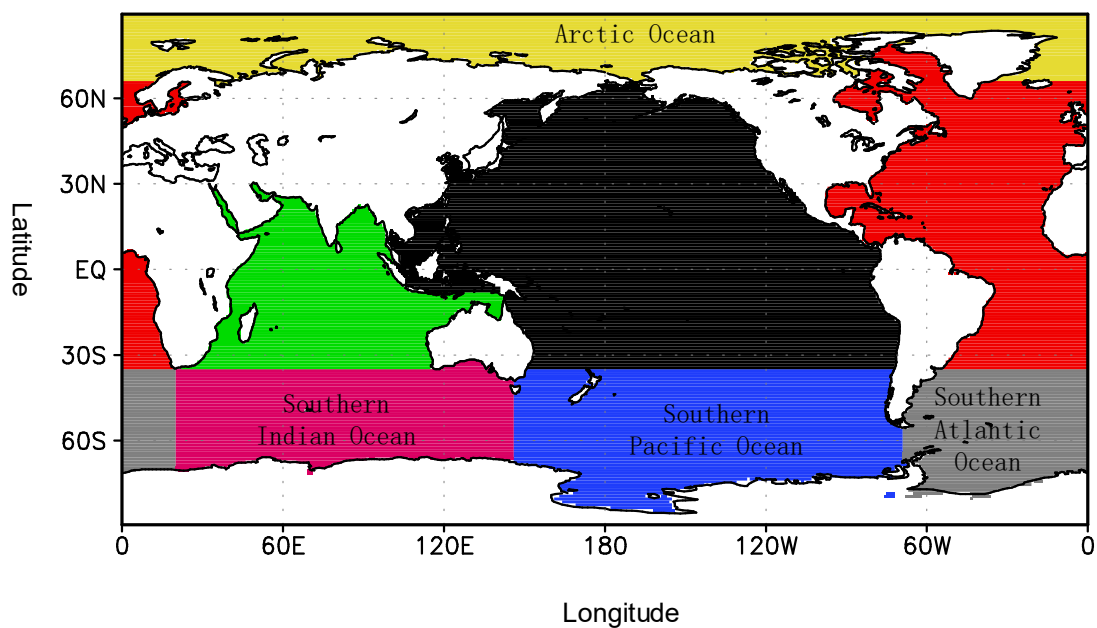 Arctic Ocean
60N
30N
EQ
30S
60S
Latitude
Southern
Indian Ocean
Southern
Pacific Ocean
Southern
Atlantic
Ocean
0
60E
120E
180
120W
60W
0
Longitude